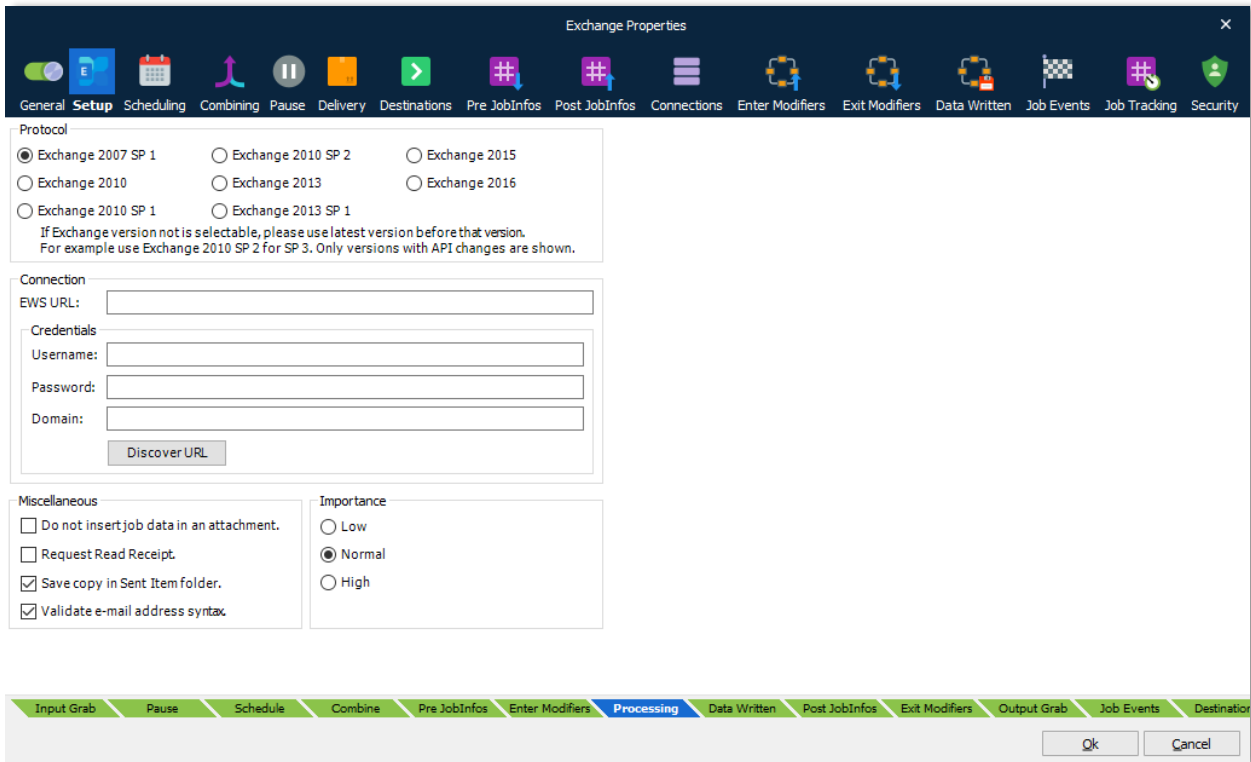 Exchange Properties
E
General Setup Scheduling Combining Pause Delivery Destinations Pre JobInfos Post JobInfos Connections Enter Modifiers Exit Modifiers Data Written Job Events Job Tracking Security
Protocol
Exchange 2007 SP 1 Exchange 2010 SP 2 Exchange 2015
Exchange 2010 Exchange 2013 Exchange 2016
Exchange 2010 SP 1 Exchange 2013 SP 1
If Exchange version not is selectable, please use latest version before that version.
For example use Exchange 2010 SP 2 for SP 3. Only versions with API changes are shown.
Connection
EWS URL:
Credentials
Username:
Password:
Domain:
Discover URL
Miscellaneous Importance
Do not insert job data in an attachment. Low
Request Read Receipt. Normal
Save copy in Sent Item folder. High
Validate e-mail address syntax.
Input Grab Pause Schedule Combine Pre JobInfos Enter Modifiers Processing Data Written Post JobInfos Exit Modifiers Output Grab Job Events Destination
Ok Cancel